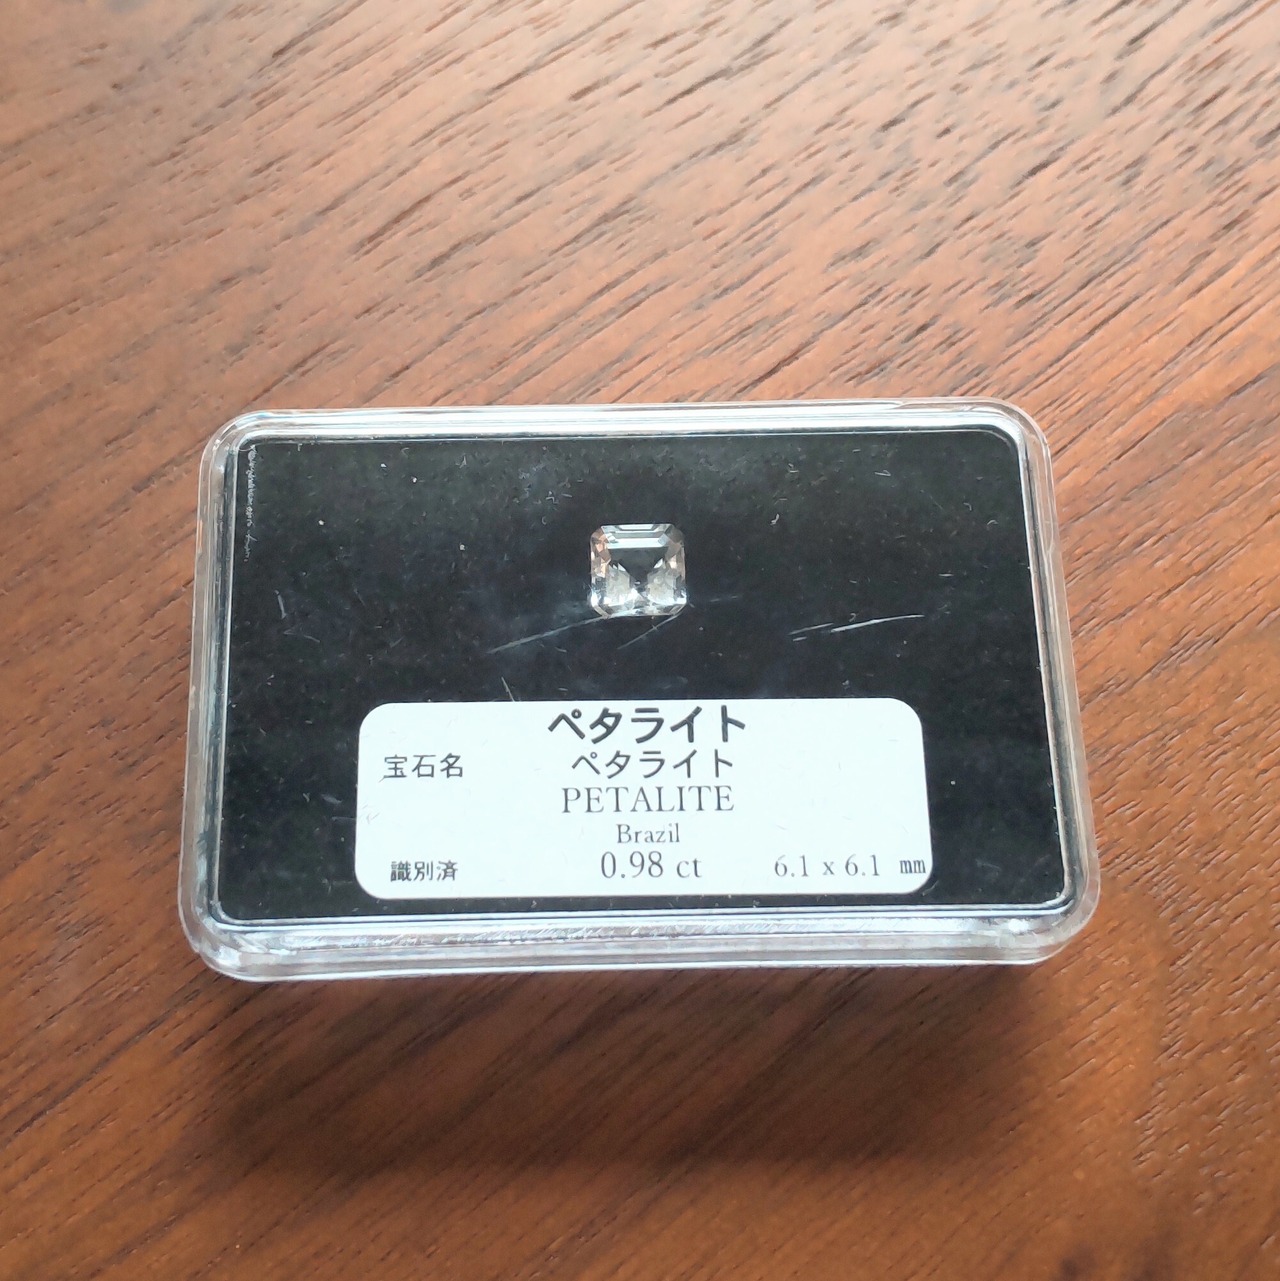 ペタライト
宝石名 ペタライト
PETALITE
Brazil
識別済 0.98 ct 6.1 x 6.1 mm